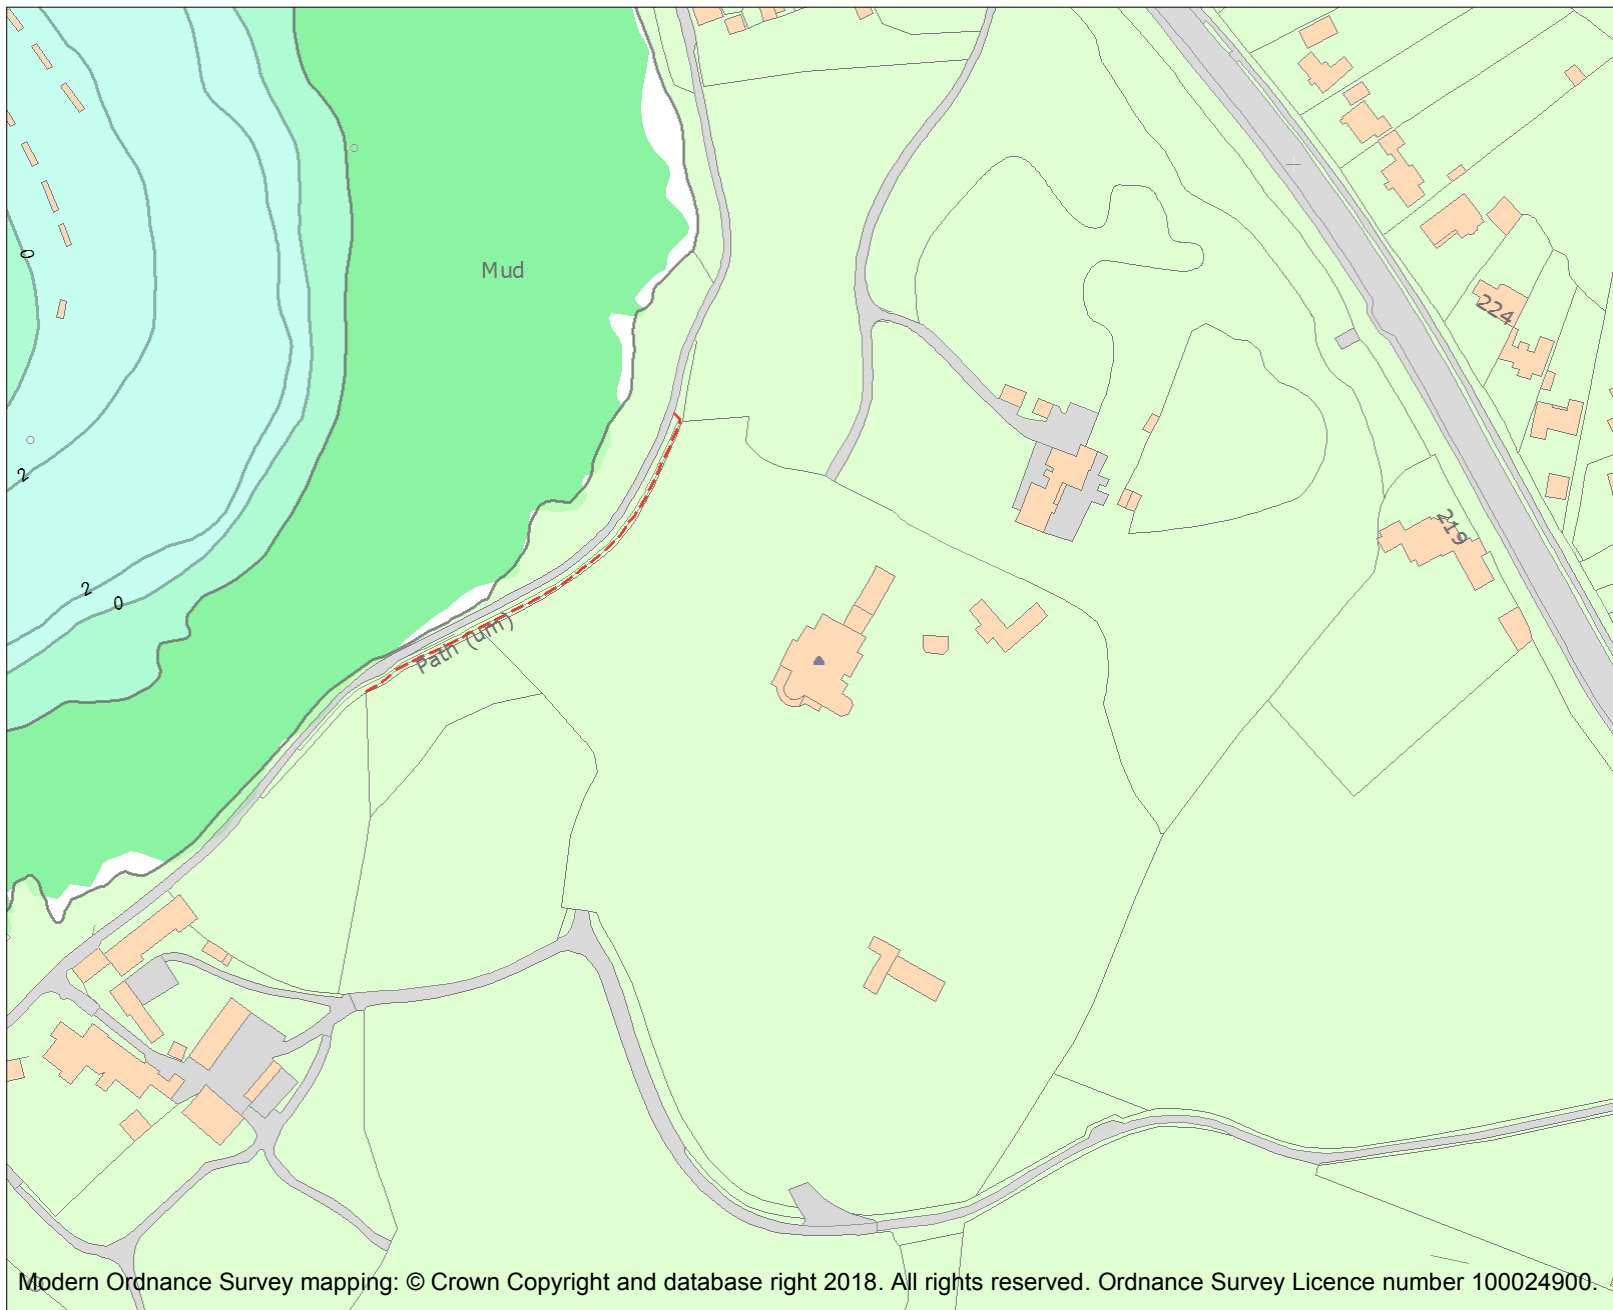 Mud
0
224
2
219
2
0
Path (um)
Modern Ordnance Survey mapping: © Crown Copyright and database right 2018. All rights reserved. Ordnance Survey Licence number 100024900.